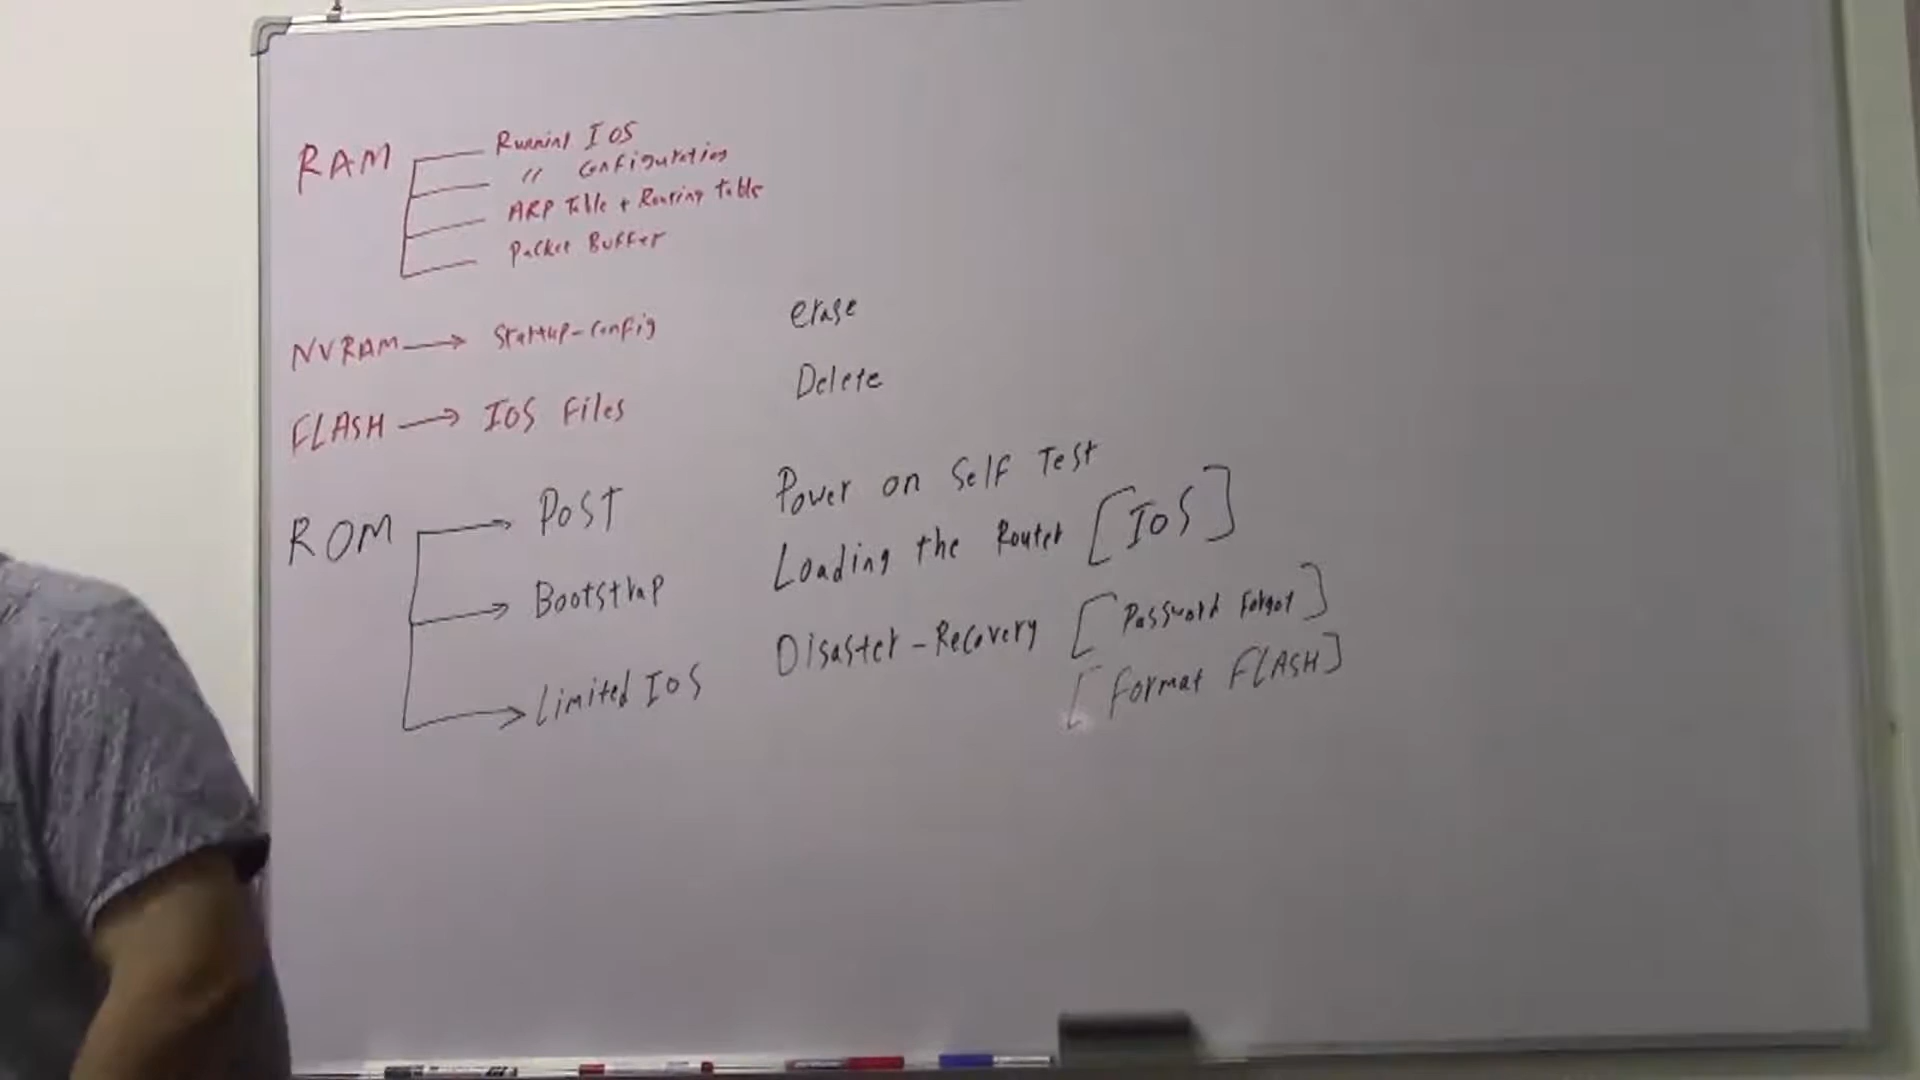 RAM Running IOS
" Configuration
ARP Table + Routing table
Packet Buffer
NVRAM → Startup-Config erase
FLASH → IOS Files Delete
ROM → POST Power on Self Test
→ Bootstrap Loading the Router [IOS]
→ Limited IOS Disaster-Recovery [Password Forgot]
[Format FLASH]